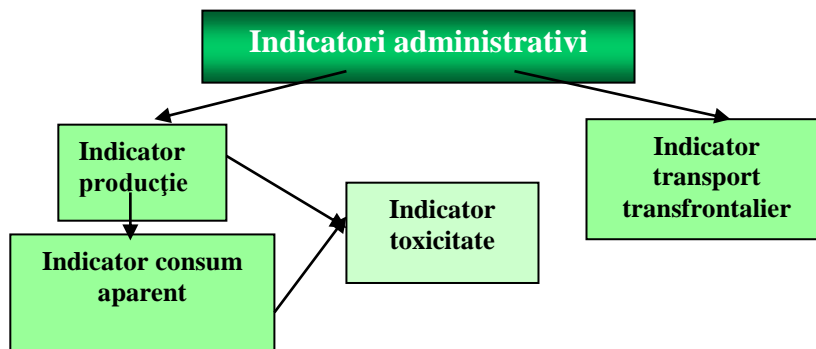 Indicatori administrativi
Indicator
producţie
Indicator
transport
transfrontalier
Indicator
toxicitate
Indicator consum
aparent